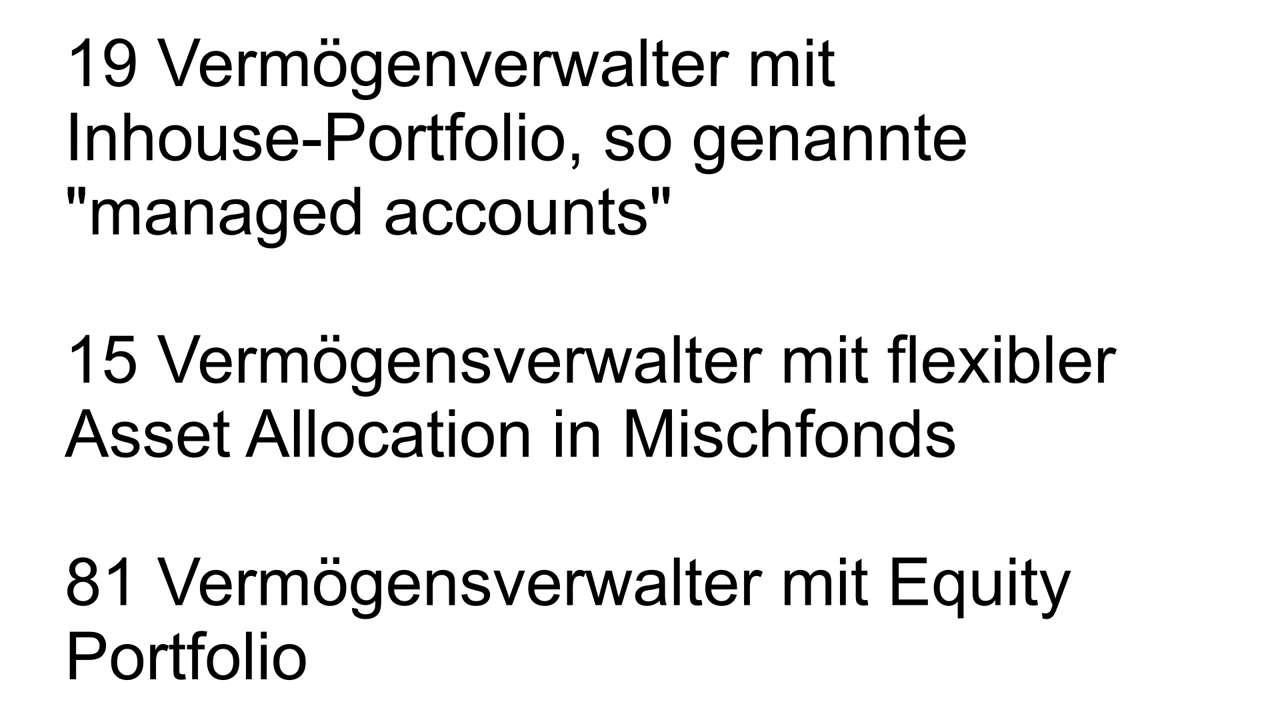 19 Vermögenverwalter mit
Inhouse-Portfolio, so genannte
"managed accounts"
15 Vermögensverwalter mit flexibler
Asset Allocation in Mischfonds
81 Vermögensverwalter mit Equity
Portfolio